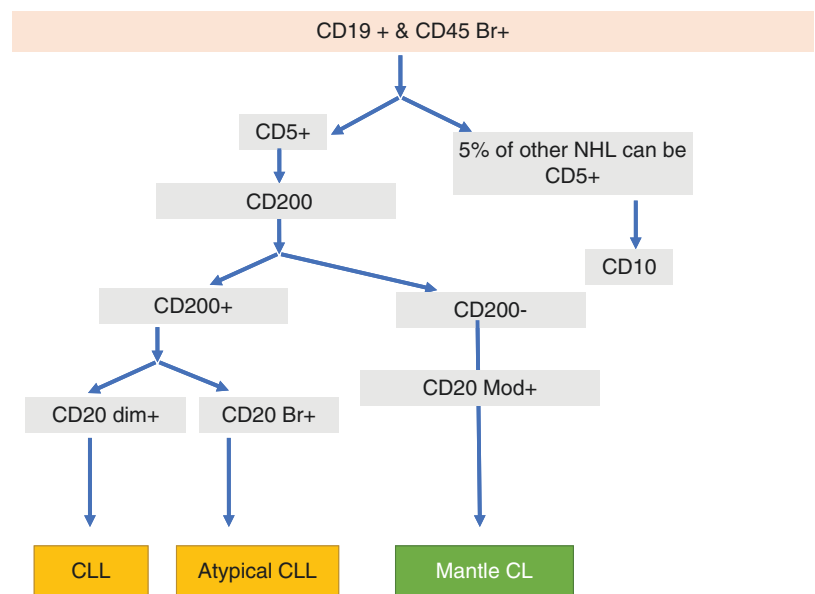 CD19 + & CD45 Br+
CD5+
5% of other NHL can be
CD5+
CD200
CD10
CD200+
CD200-
CD20 Mod+
CD20 dim+
CD20 Br+
CLL
Atypical CLL
Mantle CL